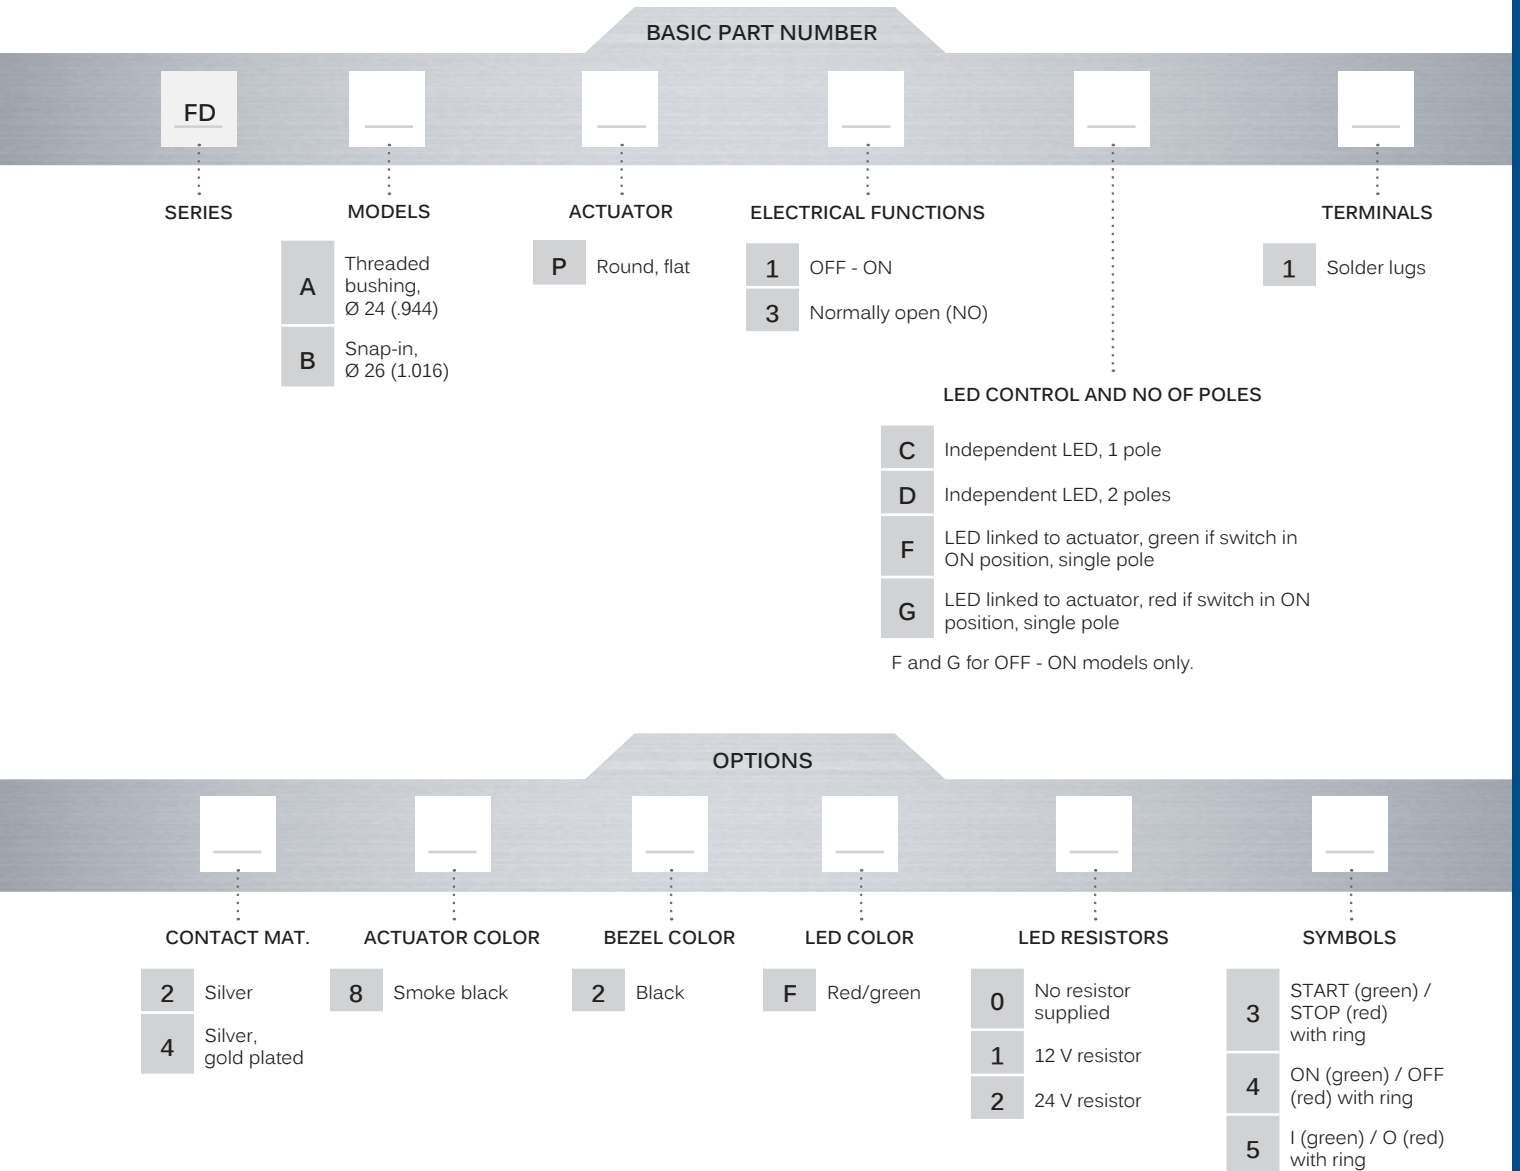 BASIC PART NUMBER
FD
SERIES
MODELS
A
Threaded
bushing,
Ø 24 (.944)
B
Snap-in,
Ø 26 (1.016)
ACTUATOR
P
Round, flat
ELECTRICAL FUNCTIONS
1
OFF - ON
3
Normally open (NO)
LED CONTROL AND NO OF POLES
C
Independent LED, 1 pole
D
Independent LED, 2 poles
F
LED linked to actuator, green if switch in
ON position, single pole
G
LED linked to actuator, red if switch in ON
position, single pole
F and G for OFF - ON models only.
TERMINALS
1
Solder lugs
OPTIONS
CONTACT MAT.
2
Silver
4
Silver,
gold plated
ACTUATOR COLOR
8
Smoke black
BEZEL COLOR
2
Black
LED COLOR
F
Red/green
LED RESISTORS
0
No resistor
supplied
1
12 V resistor
2
24 V resistor
SYMBOLS
3
START (green) /
STOP (red)
with ring
4
ON (green) / OFF
(red) with ring
5
I (green) / O (red)
with ring